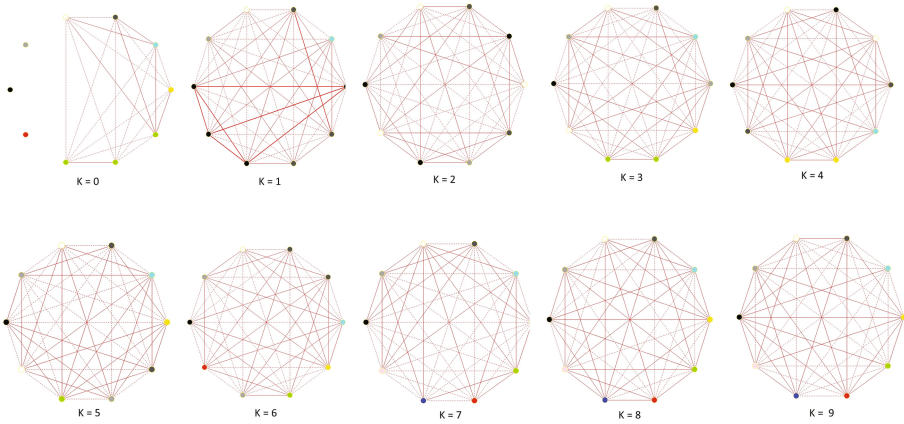 K = 0
K = 1
K = 2
K = 3
K = 4
K = 5
K = 6
K = 7
K = 8
K = 9